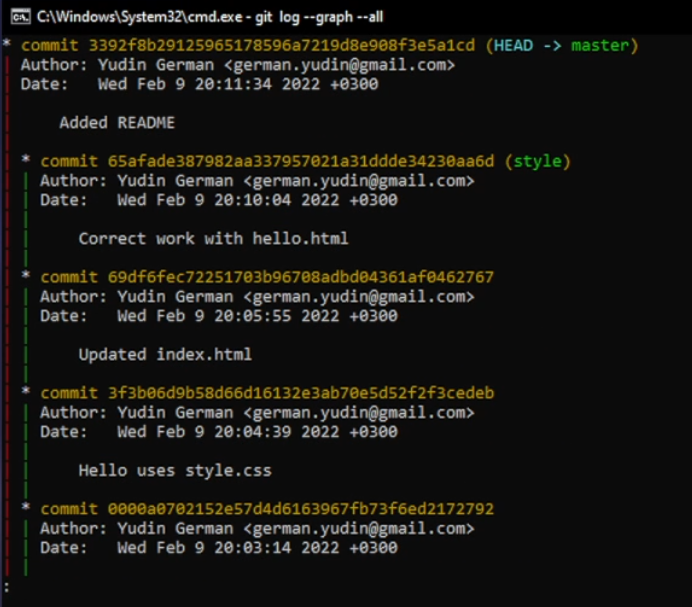 C:\Windows\System32\cmd.exe - git log --graph --all
* commit 3392f8b29125965178596a7219d8e908f3e5a1cd (HEAD -> master)
| Author: Yudin German <german.yudin@gmail.com>
| Date:   Wed Feb 9 20:11:34 2022 +0300
|
|     Added README
|
| * commit 65afade387982aa337957021a31ddde34230aa6d (style)
| | Author: Yudin German <german.yudin@gmail.com>
| | Date:   Wed Feb 9 20:10:04 2022 +0300
| |
| |     Correct work with hello.html
| |
| * commit 69df6fec72251703b96708adbd04361af0462767
| | Author: Yudin German <german.yudin@gmail.com>
| | Date:   Wed Feb 9 20:05:55 2022 +0300
| |
| |     Updated index.html
| |
| * commit 3f3b06d9b58d66d16132e3ab70e5d52f2f3cedeb
| | Author: Yudin German <german.yudin@gmail.com>
| | Date:   Wed Feb 9 20:04:39 2022 +0300
| |
| |     Hello uses style.css
| |
| * commit 0000a0702152e57d4d6163967fb73f6ed2172792
| | Author: Yudin German <german.yudin@gmail.com>
| | Date:   Wed Feb 9 20:03:14 2022 +0300
| |
: